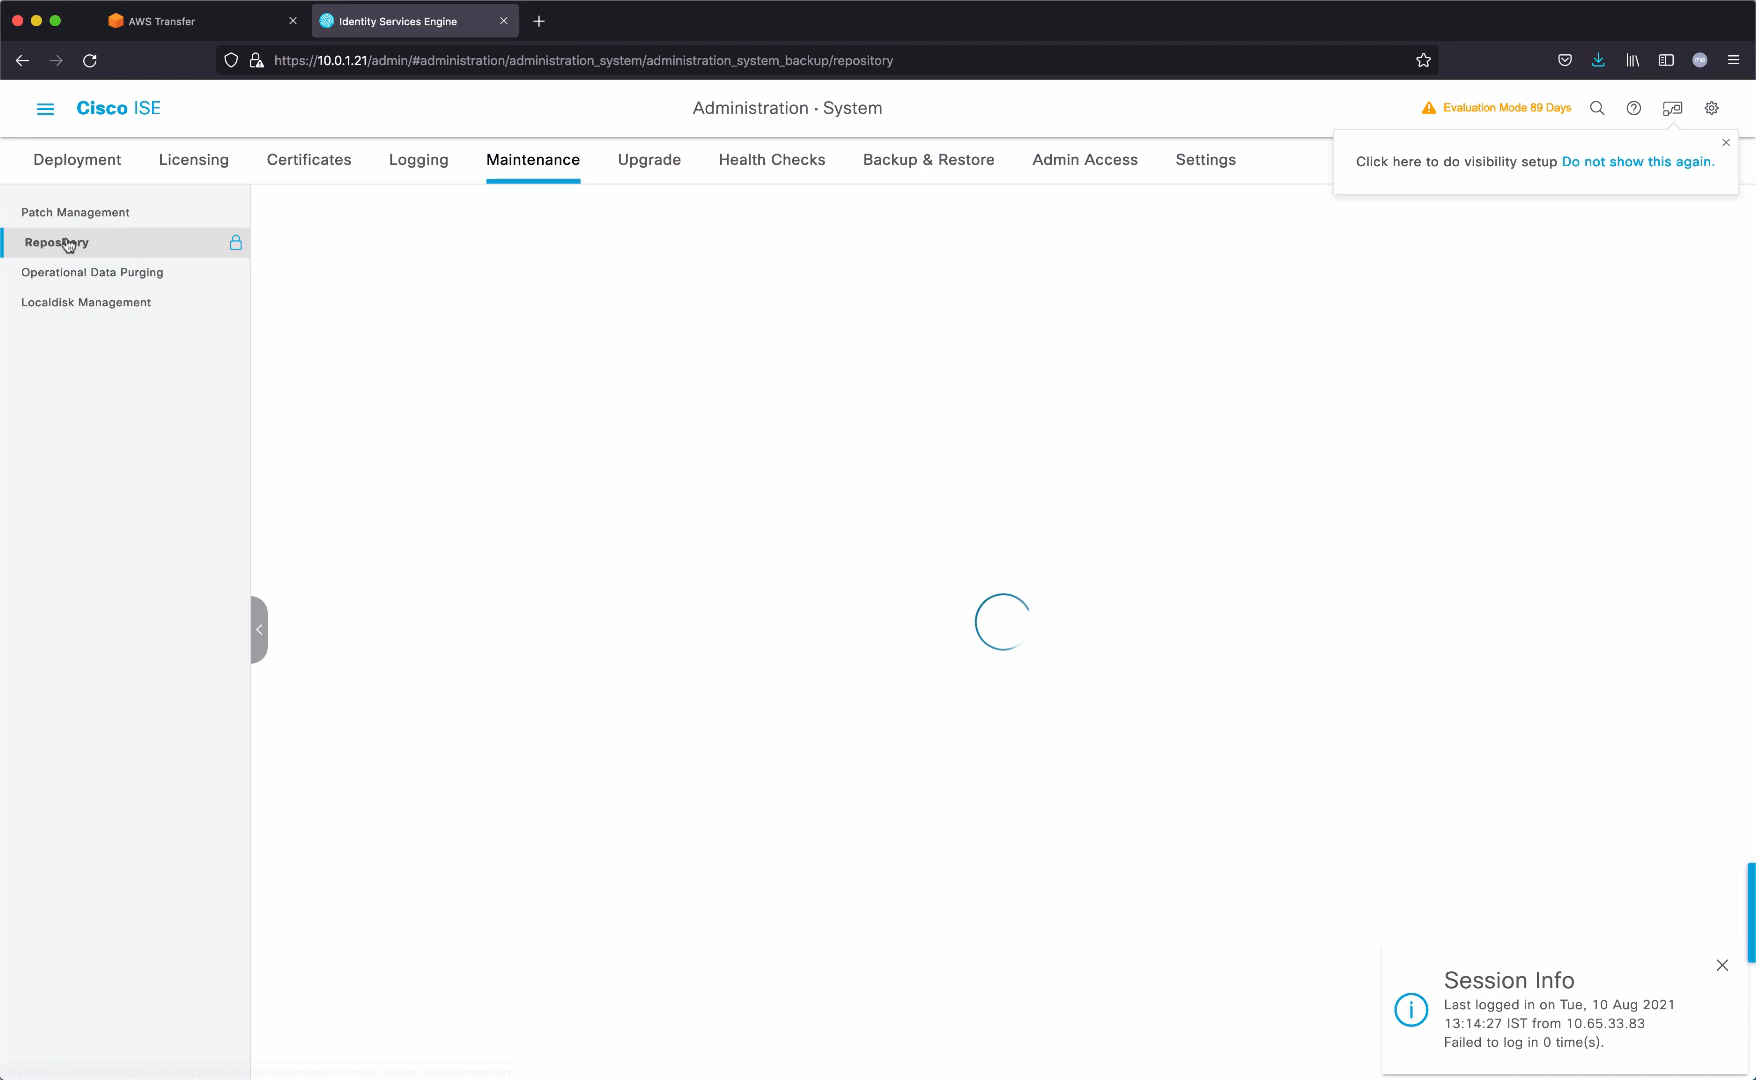 AWS Transfer
Identity Services Engine
https://10.0.1.21/admin/#administration/administration_system/administration_system_backup/repository
Cisco ISE
Administration · System
Evaluation Mode 89 Days
Deployment
Licensing
Certificates
Logging
Maintenance
Upgrade
Health Checks
Backup & Restore
Admin Access
Settings
Click here to do visibility setup Do not show this again.
Patch Management
Repository
Operational Data Purging
Localdisk Management
Session Info
Last logged in on Tue, 10 Aug 2021
13:14:27 IST from 10.65.33.83
Failed to log in 0 time(s).